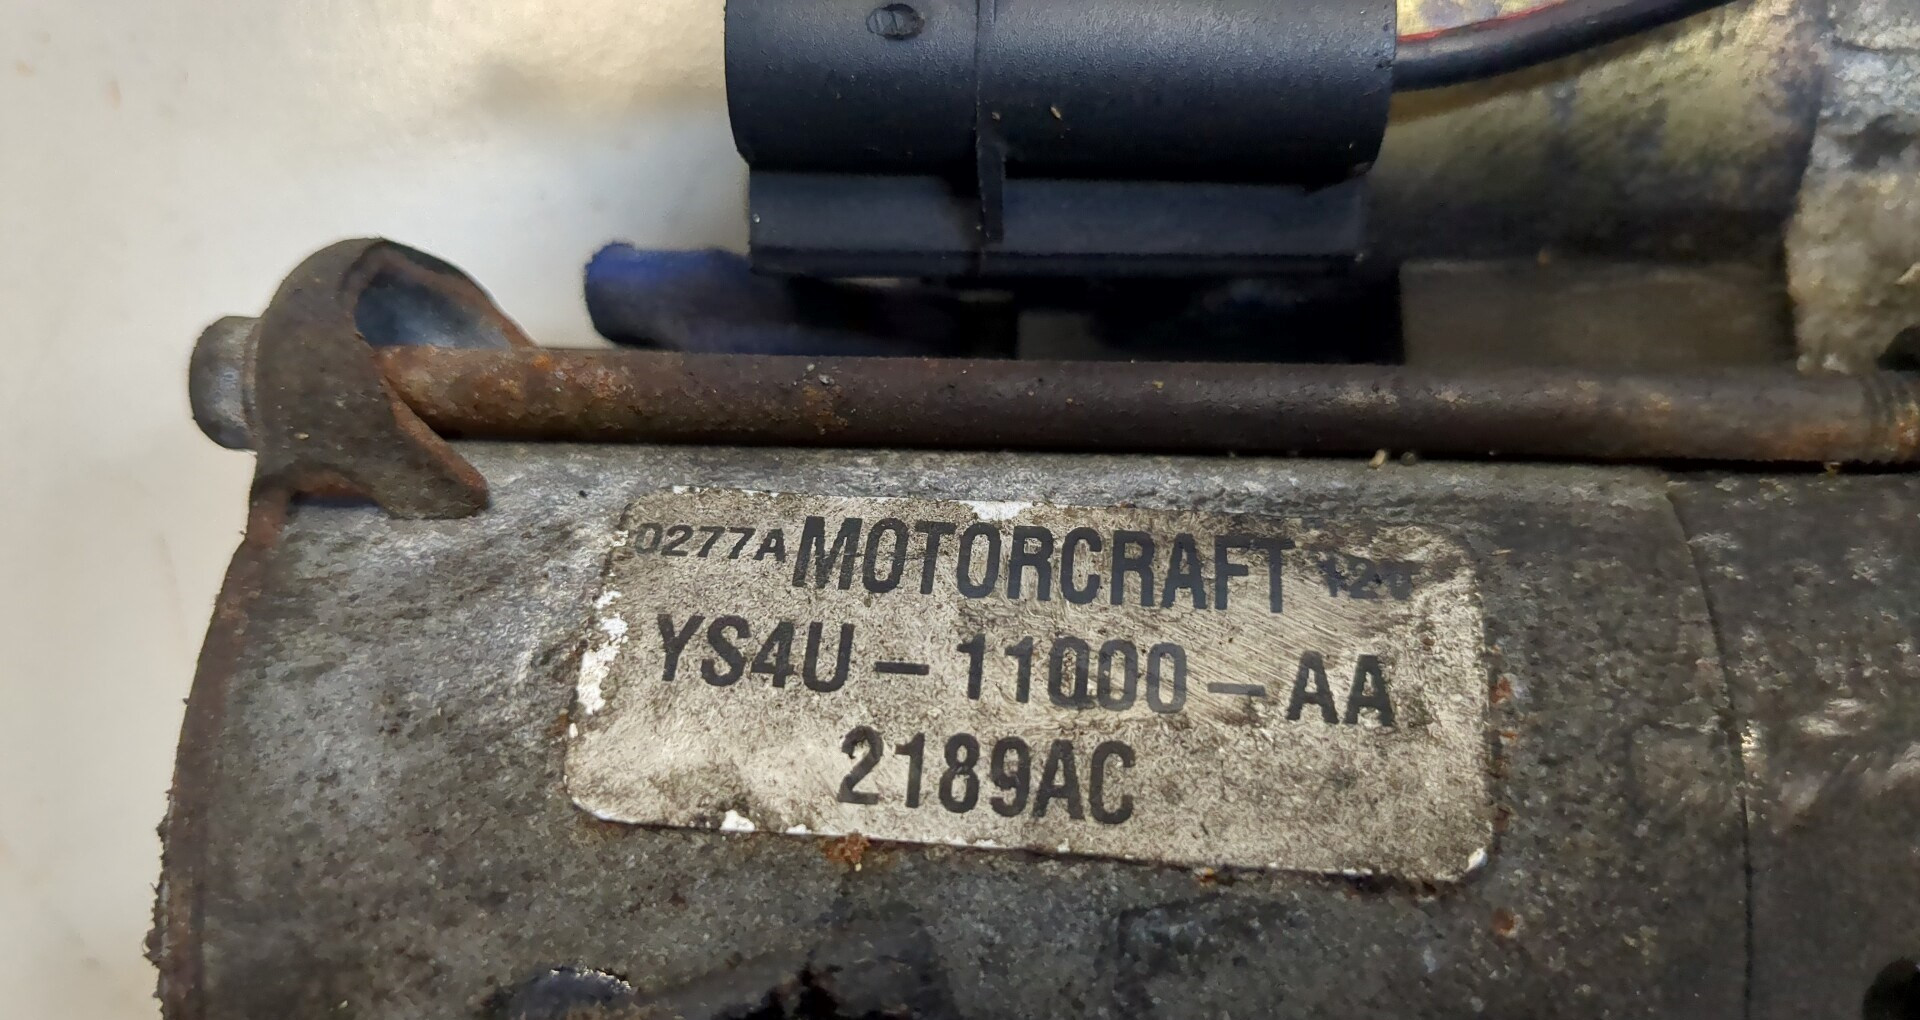 0277A MOTORCRAFT 12V
YS4U-11000-AA
2189AC